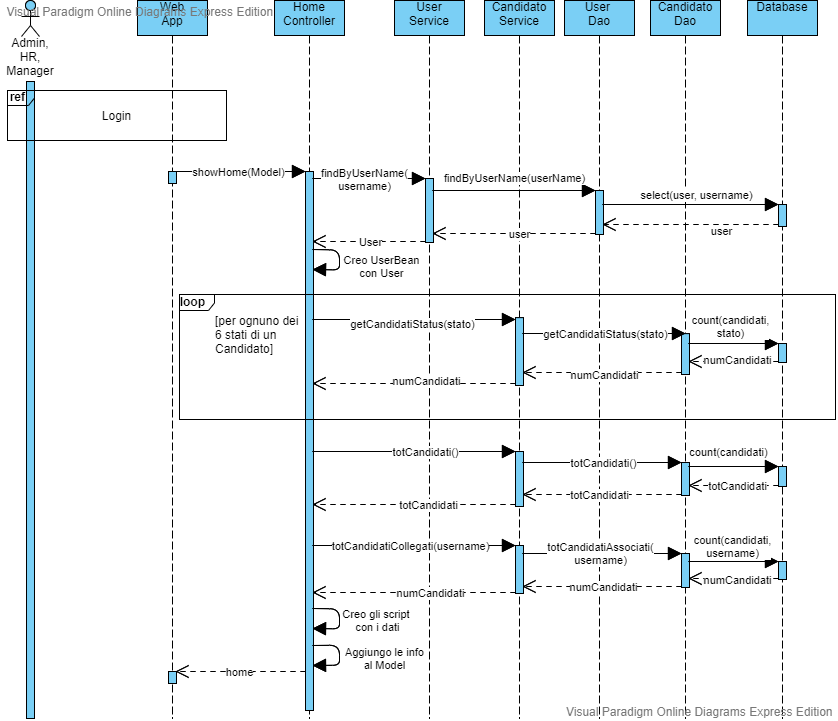 Visual Paradigm Online Diagrams Express Edition
Web
App
Home
Controller
User
Service
Candidato
Service
User
Dao
Candidato
Dao
Database
Admin,
HR,
Manager
ref
Login
showHome(Model)
findByUserName(
username)
findByUserName(userName)
select(user, username)
user
user
User
Creo UserBean
con User
loop
[per ognuno dei
6 stati di un
Candidato]
getCandidatiStatus(stato)
getCandidatiStatus(stato)
count(candidati,
stato)
numCandidati
numCandidati
numCandidati
totCandidati()
totCandidati()
count(candidati)
totCandidati
totCandidati
totCandidati
totCandidatiCollegati(username)
totCandidatiAssociati(
username)
count(candidati,
username)
numCandidati
numCandidati
numCandidati
Creo gli script
con i dati
Aggiungo le info
al Model
home
Visual Paradigm Online Diagrams Express Edition